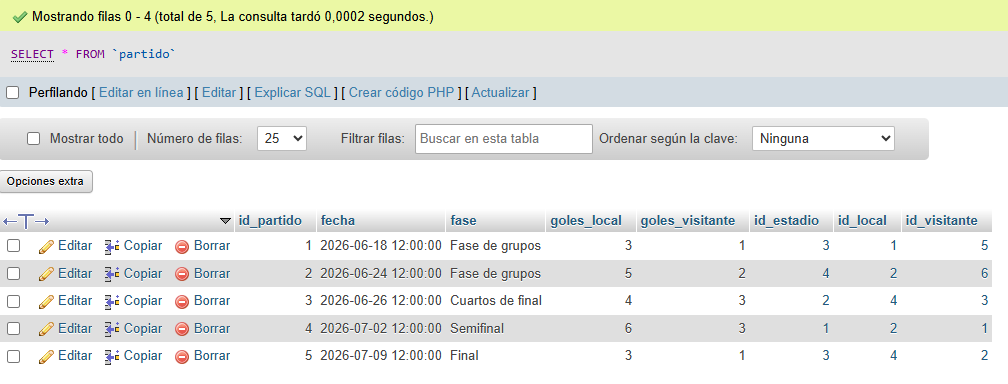 Mostrando filas 0 - 4 (total de 5, La consulta tardó 0,0002 segundos.)
SELECT * FROM `partido`
Perfilando [ Editar en línea ] [ Editar ] [ Explicar SQL ] [ Crear código PHP ] [ Actualizar ]
Mostrar todo Número de filas: 25 Filtrar filas: Buscar en esta tabla Ordenar según la clave: Ninguna
Opciones extra
id_partido fecha fase goles_local goles_visitante id_estadio id_local id_visitante
Editar Copiar Borrar 1 2026-06-18 12:00:00 Fase de grupos 3 1 3 1 5
Editar Copiar Borrar 2 2026-06-24 12:00:00 Fase de grupos 5 2 4 2 6
Editar Copiar Borrar 3 2026-06-26 12:00:00 Cuartos de final 4 3 2 4 3
Editar Copiar Borrar 4 2026-07-02 12:00:00 Semifinal 6 3 1 2 1
Editar Copiar Borrar 5 2026-07-09 12:00:00 Final 3 1 3 4 2